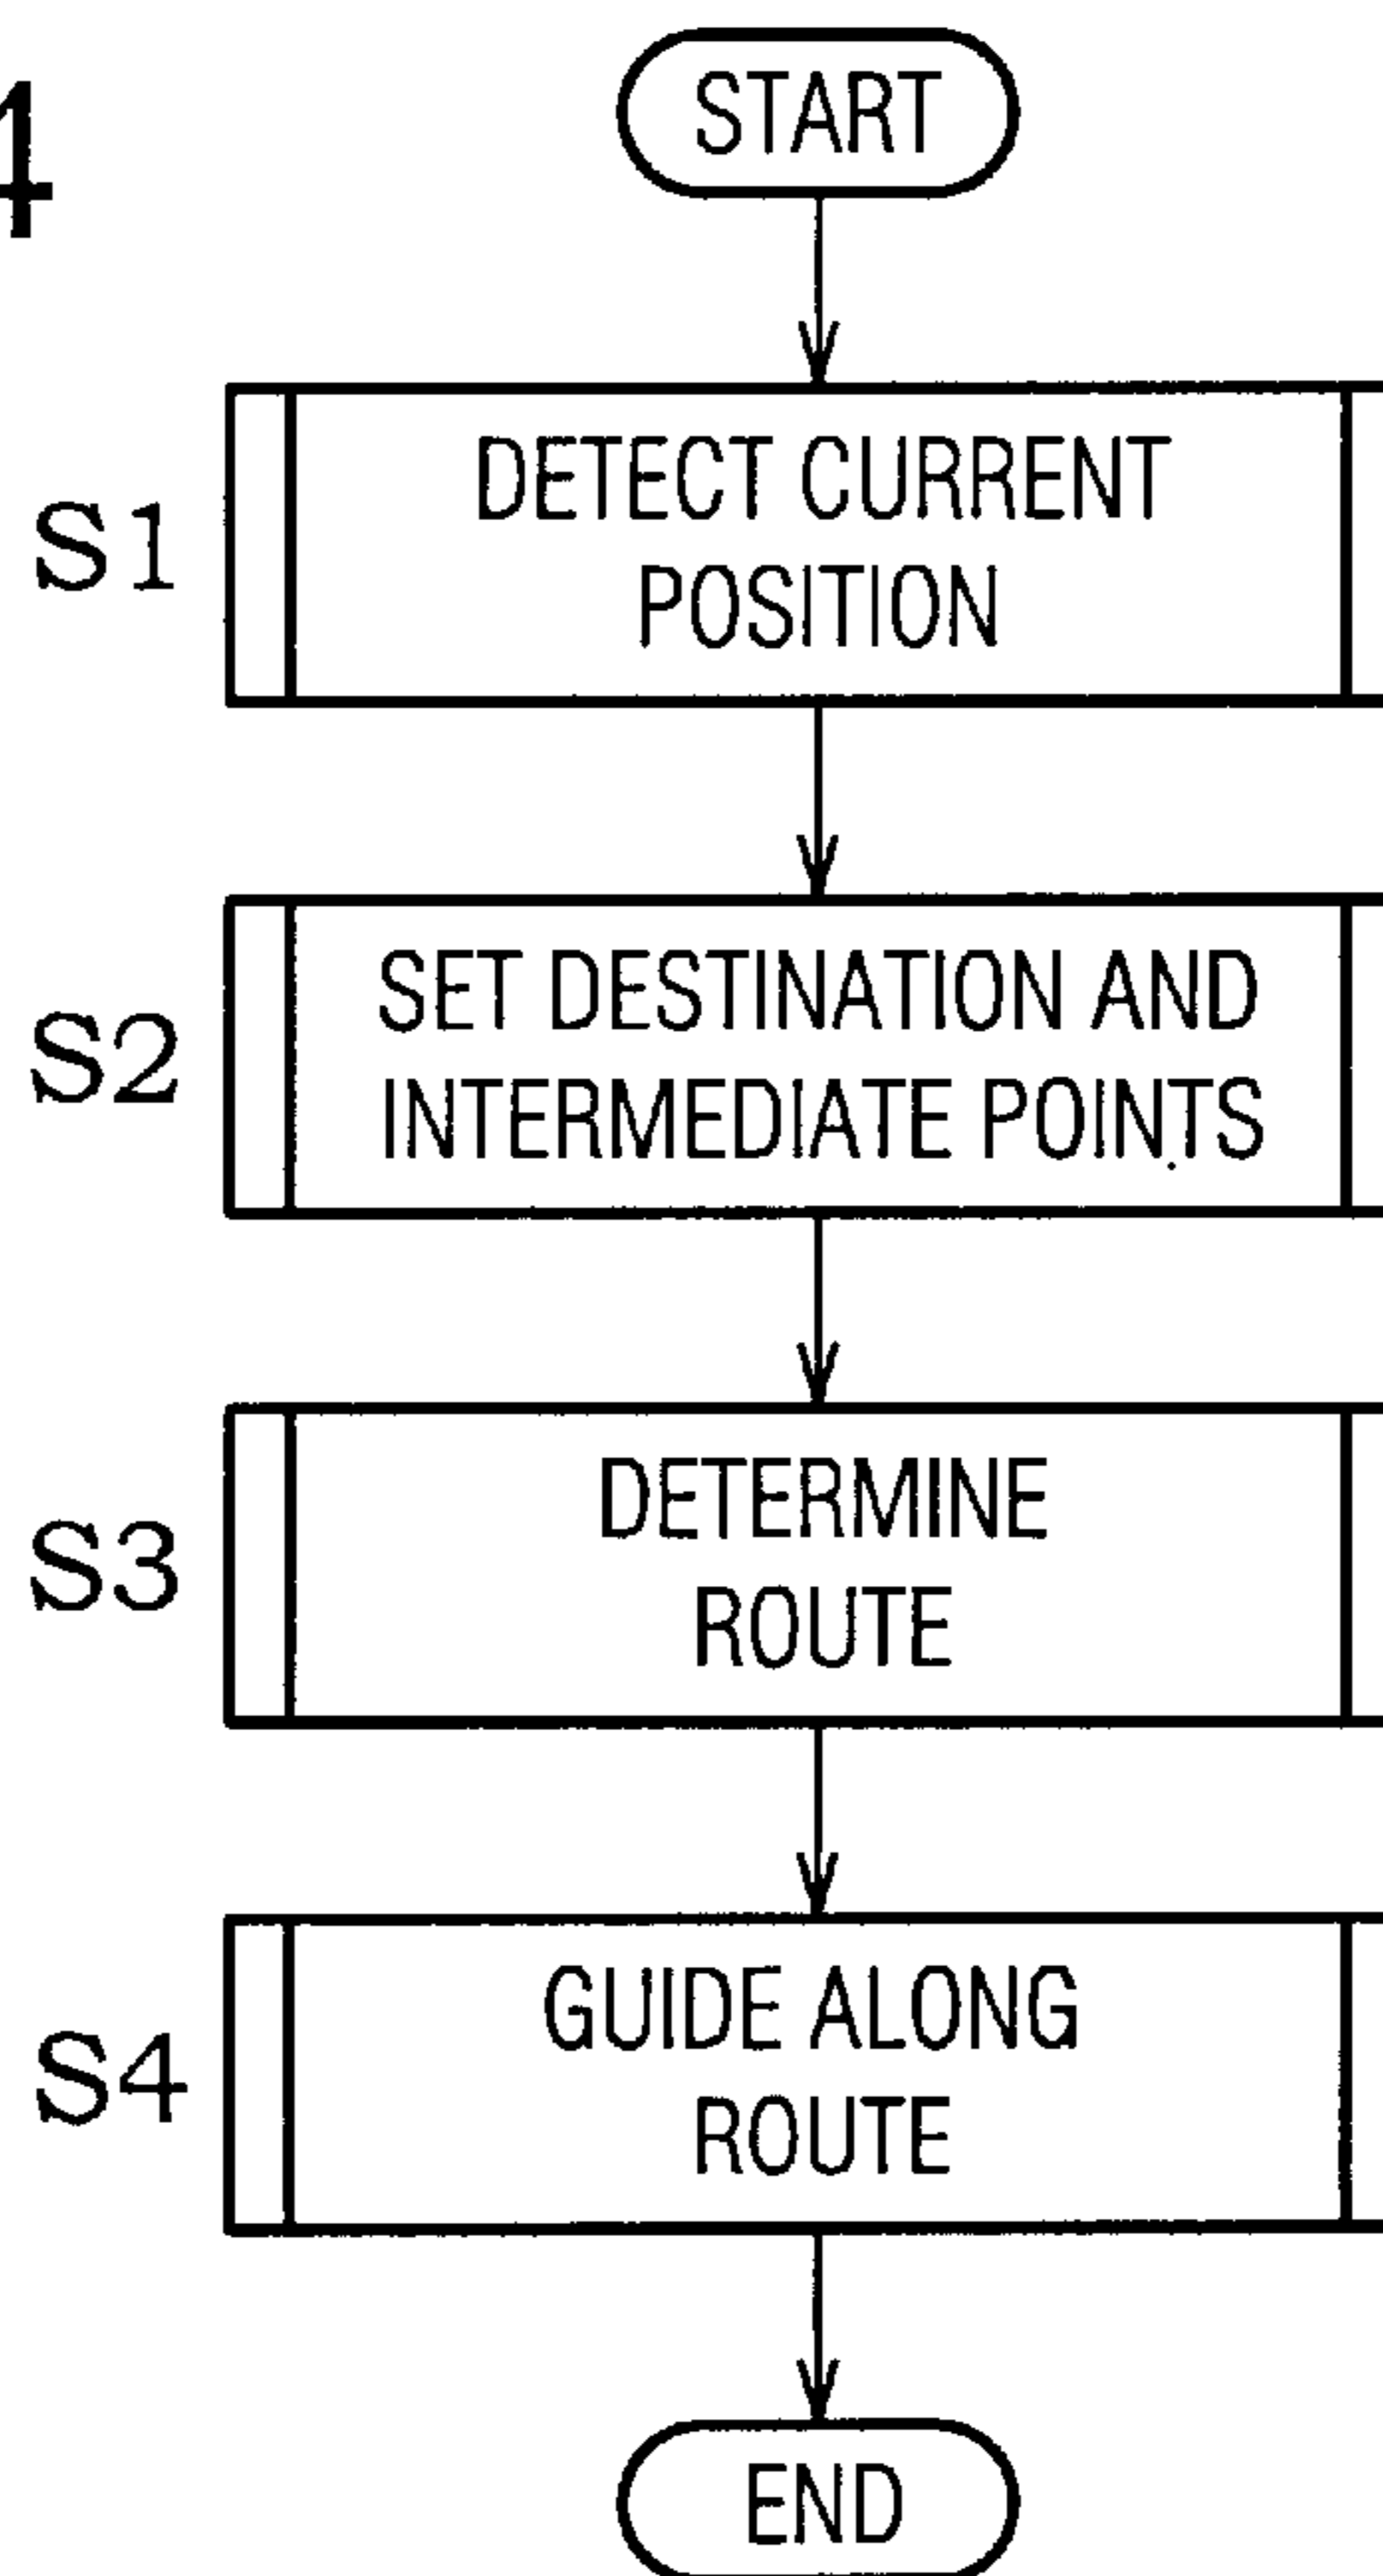 4
START
S1
DETECT CURRENT
POSITION
S2
SET DESTINATION AND
INTERMEDIATE POINTS
S3
DETERMINE
ROUTE
S4
GUIDE ALONG
ROUTE
END